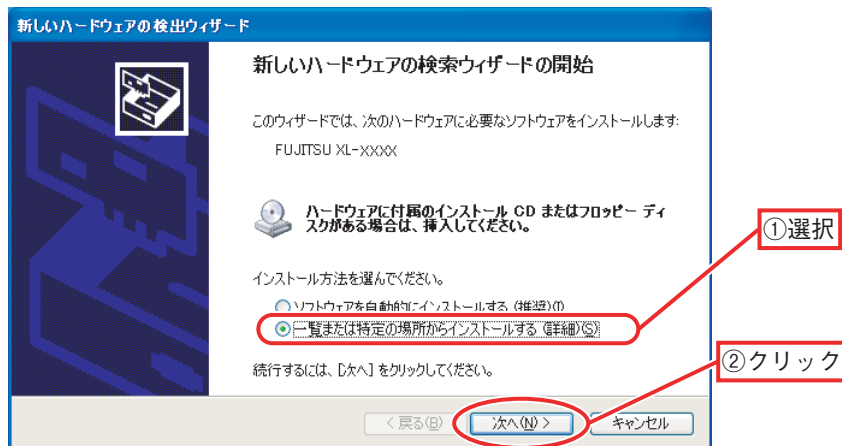 新しいハードウェアの検出ウィザード
新しいハードウェアの検索ウィザードの開始
このウィザードでは、次のハードウェアに必要なソフトウェアをインストールします:
FUJITSU XL-XXXX
ハードウェアに付属のインストール CD またはフロッピー ディ
スクがある場合は、挿入してください。
インストール方法を選んでください。
ソフトウェアを自動的にインストールする (推奨)(I)
一覧または特定の場所からインストールする (詳細)(S)
続行するには、[次へ] をクリックしてください。
< 戻る(B)
次へ(N) >
キャンセル
①選択
②クリック